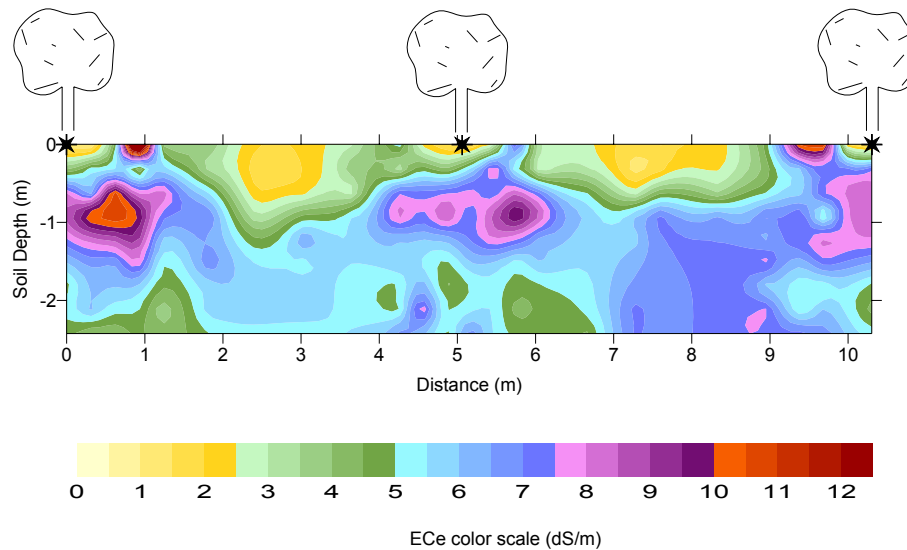 0
-1
-2
Soil Depth (m)
0 1 2 3 4 5 6 7 8 9 10
Distance (m)
0 1 2 3 4 5 6 7 8 9 10 11 12
ECe color scale (dS/m)